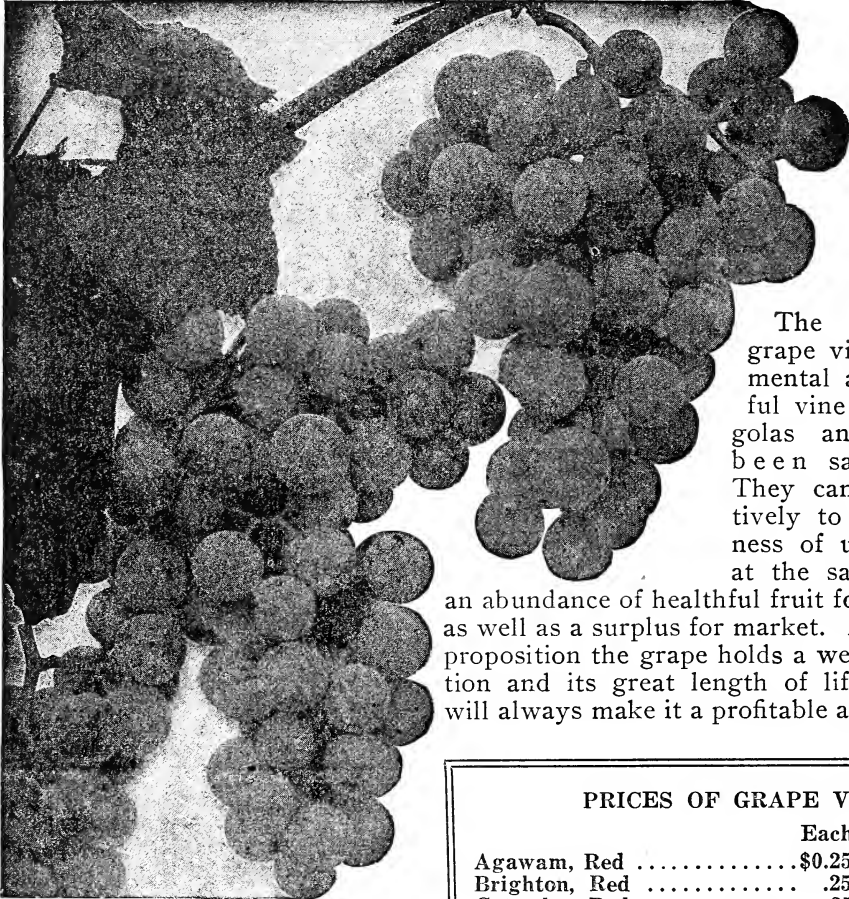 The
grape vi
mental a
ful vine
golas an
been sa
They can
tively to
ness of u
at the sa
an abundance of healthful fruit fo
as well as a surplus for market.
proposition the grape holds a we
tion and its great length of lif
will always make it a profitable a
PRICES OF GRAPE V
Each
Agawam, Red ..............$0.25
Brighton, Red ............. .25